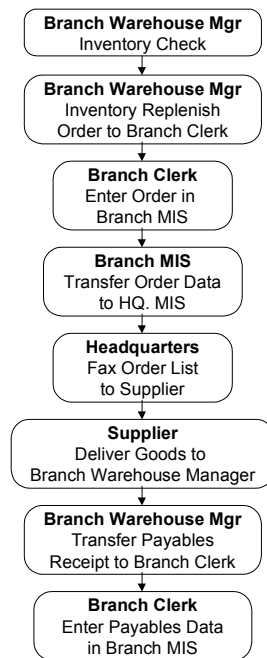 Branch Warehouse Mgr
Inventory Check
Branch Warehouse Mgr
Inventory Replenish
Order to Branch Clerk
Branch Clerk
Enter Order in
Branch MIS
Branch MIS
Transfer Order Data
to HQ. MIS
Headquarters
Fax Order List
to Supplier
Supplier
Deliver Goods to
Branch Warehouse Manager
Branch Warehouse Mgr
Transfer Payables
Receipt to Branch Clerk
Branch Clerk
Enter Payables Data
in Branch MIS